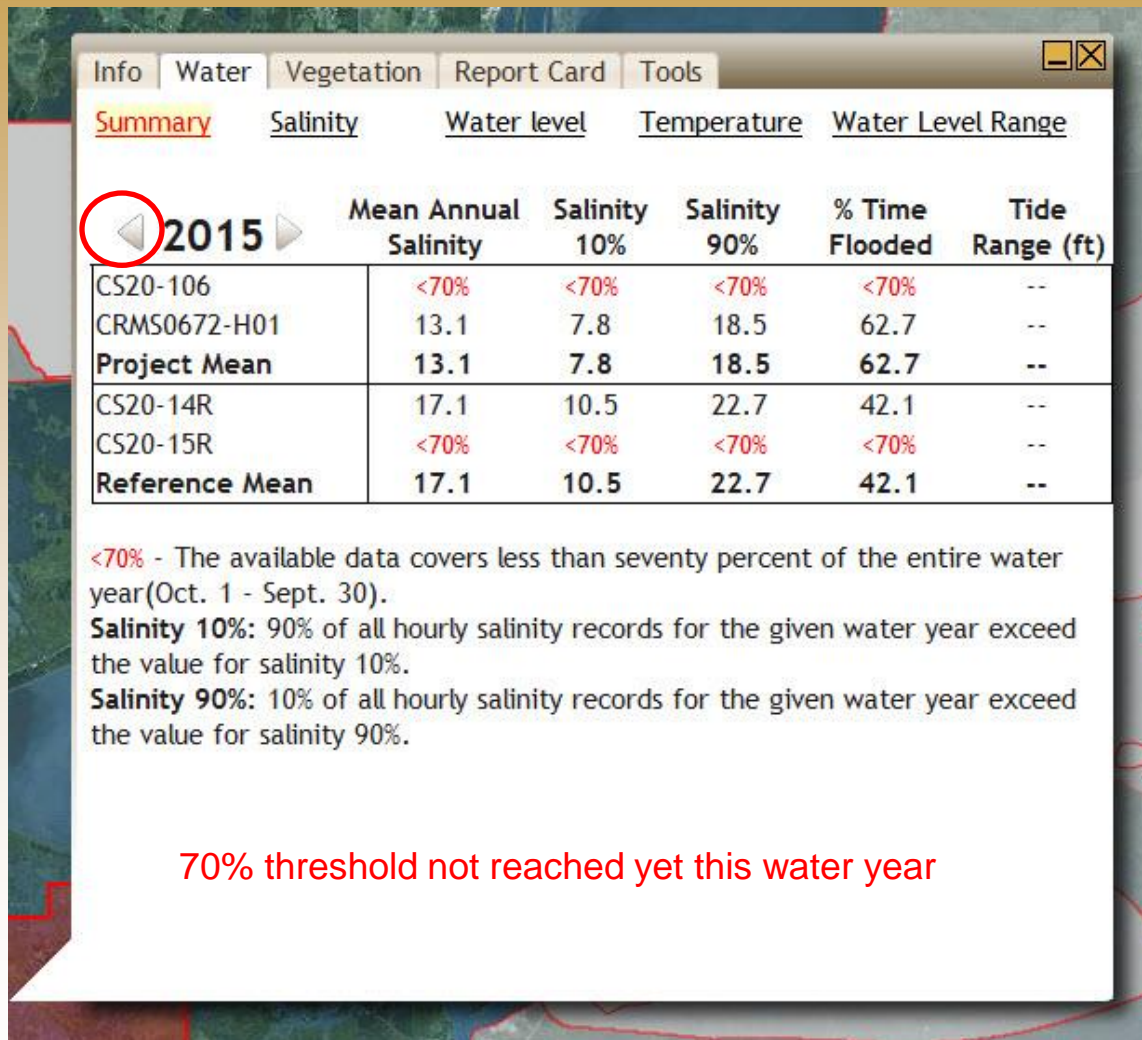 Info Water Vegetation Report Card Tools
Summary Salinity Water level Temperature Water Level Range
2015 Mean Annual Salinity Salinity 10% Salinity 90% % Time Flooded Tide Range (ft)
CS20-106 <70% <70% <70% <70% --
CRMS0672-H01 13.1 7.8 18.5 62.7 --
Project Mean 13.1 7.8 18.5 62.7 --
CS20-14R 17.1 10.5 22.7 42.1 --
CS20-15R <70% <70% <70% <70% --
Reference Mean 17.1 10.5 22.7 42.1 --
<70% - The available data covers less than seventy percent of the entire water
year(Oct. 1 - Sept. 30).
Salinity 10%: 90% of all hourly salinity records for the given water year exceed
the value for salinity 10%.
Salinity 90%: 10% of all hourly salinity records for the given water year exceed
the value for salinity 90%.
70% threshold not reached yet this water year